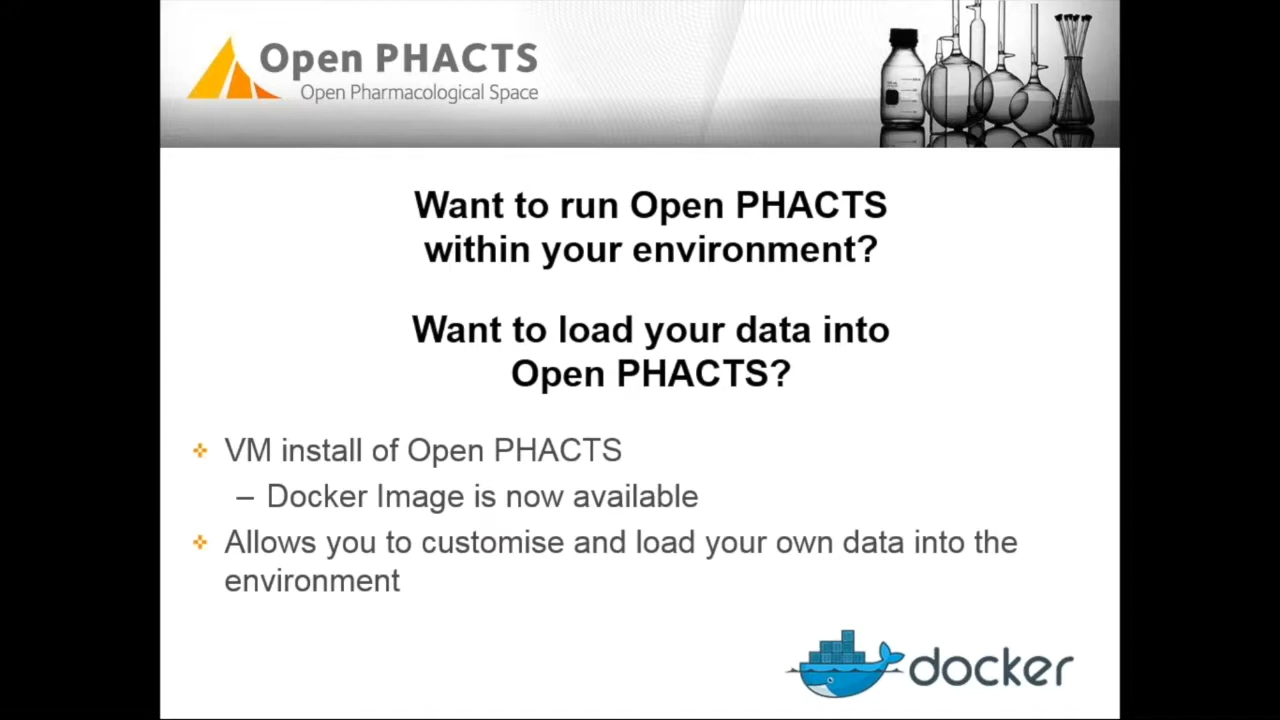 Open PHACTS
Open Pharmacological Space
Want to run Open PHACTS
within your environment?
Want to load your data into
Open PHACTS?
VM install of Open PHACTS
– Docker Image is now available
Allows you to customise and load your own data into the
environment
docker